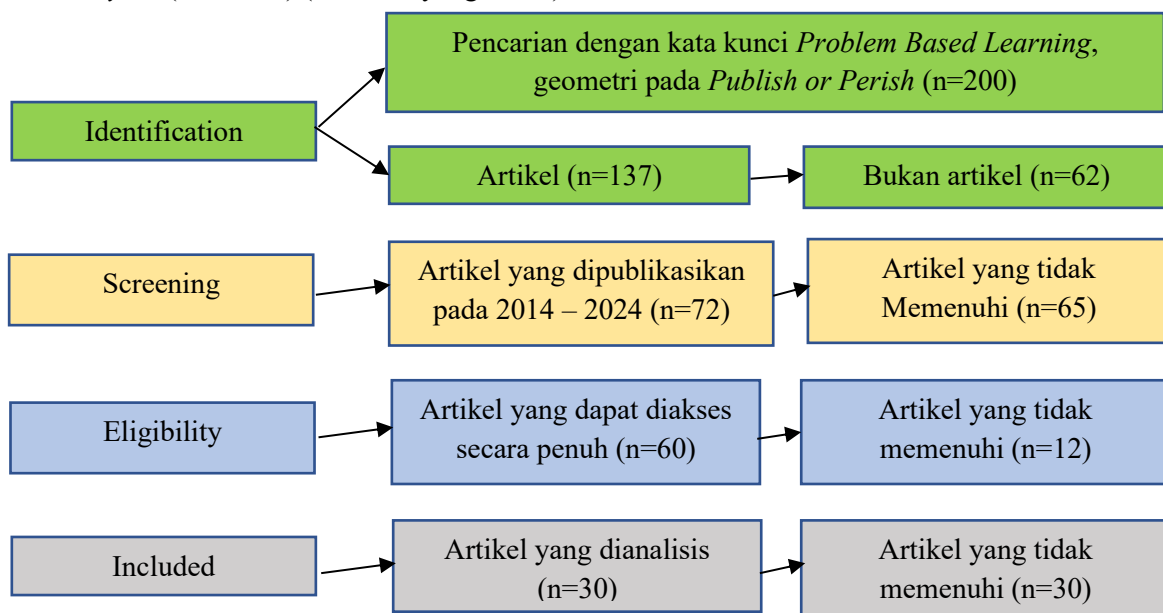 Pencarian dengan kata kunci Problem Based Learning,
geometri pada Publish or Perish (n=200)
Identification
Artikel (n=137)
Bukan artikel (n=62)
Screening
Artikel yang dipublikasikan
pada 2014 – 2024 (n=72)
Artikel yang tidak
Memenuhi (n=65)
Eligibility
Artikel yang dapat diakses
secara penuh (n=60)
Artikel yang tidak
memenuhi (n=12)
Included
Artikel yang dianalisis
(n=30)
Artikel yang tidak
memenuhi (n=30)